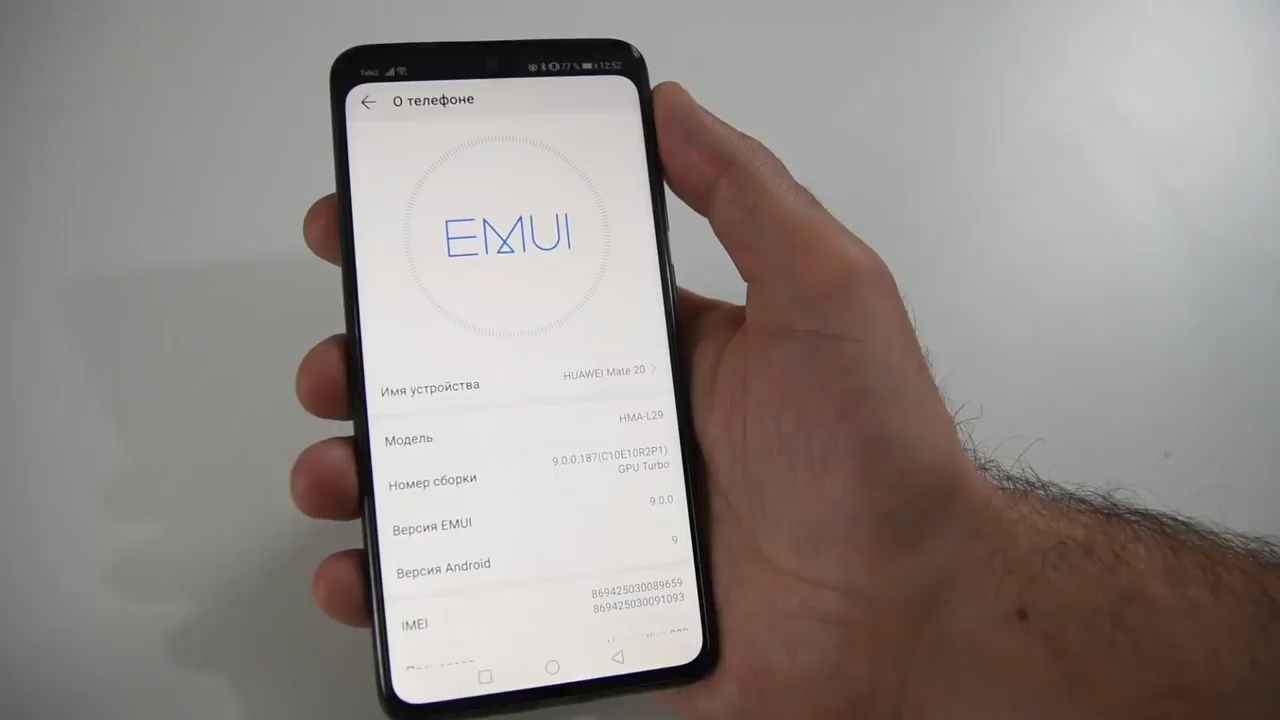 Tele2 77 % 12:52
О телефоне
EMUI
Имя устройства HUAWEI Mate 20
Модель HMA-L29
Номер сборки 9.0.0.187(C10E10R2P1)
GPU Turbo
Версия EMUI 9.0.0
Версия Android 9
IMEI 869425030089659
869425030091093